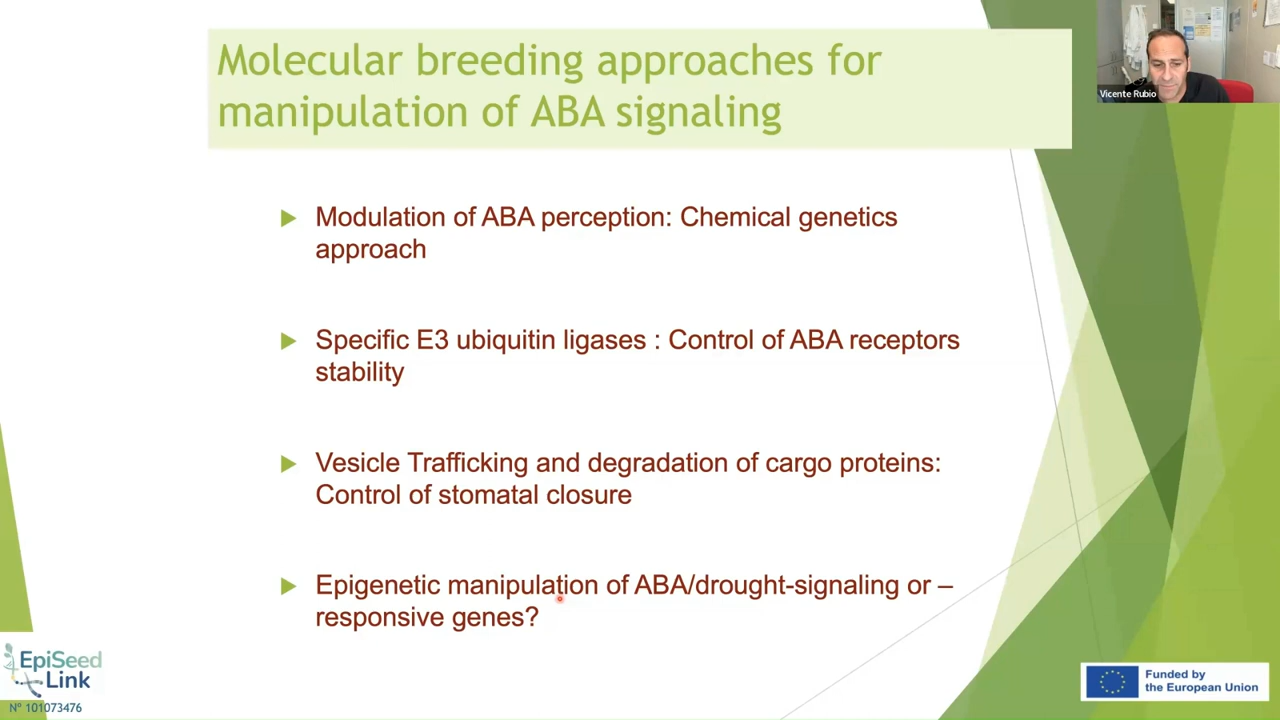 Molecular breeding approaches for
manipulation of ABA signaling
Vicente Rubio
Modulation of ABA perception: Chemical genetics
approach
Specific E3 ubiquitin ligases : Control of ABA receptors
stability
Vesicle Trafficking and degradation of cargo proteins:
Control of stomatal closure
Epigenetic manipulation of ABA/drought-signaling or –
responsive genes?
EpiSeed
Link
Nº 101073476
Funded by
the European Union